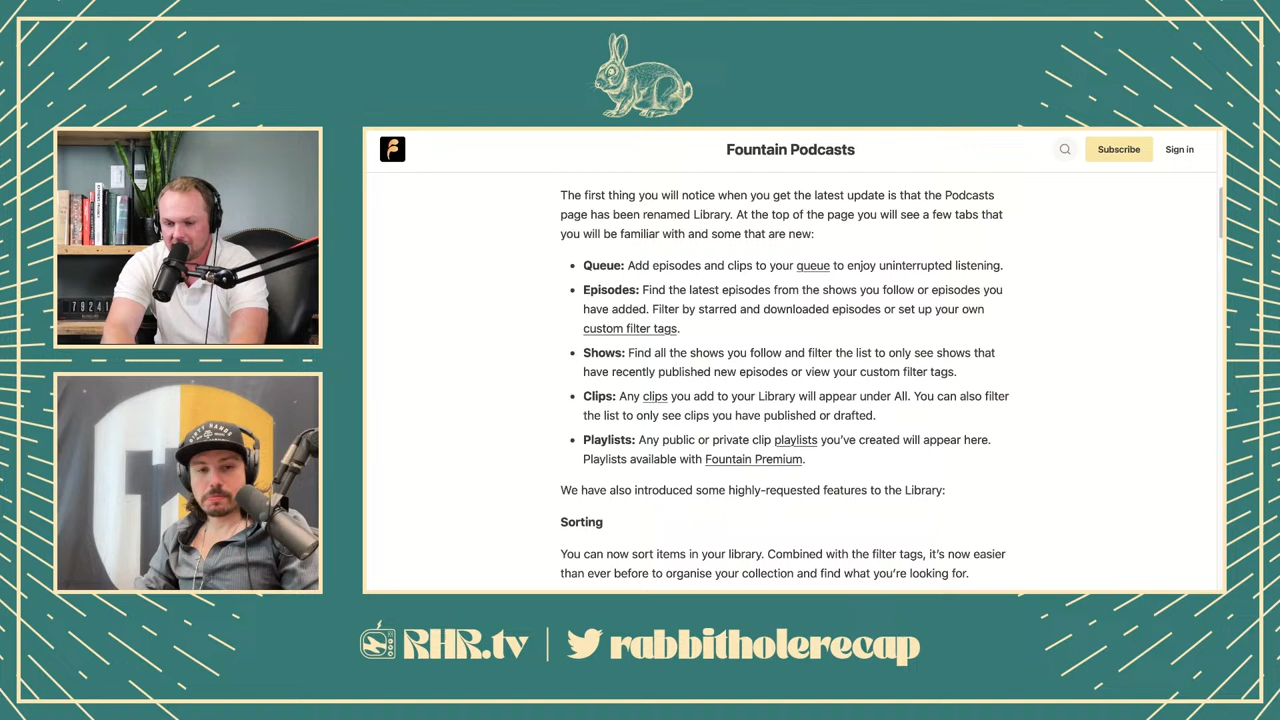 Fountain Podcasts
Subscribe
Sign in
The first thing you will notice when you get the latest update is that the Podcasts
page has been renamed Library. At the top of the page you will see a few tabs that
you will be familiar with and some that are new:
• Queue: Add episodes and clips to your queue to enjoy uninterrupted listening.
• Episodes: Find the latest episodes from the shows you follow or episodes you
have added. Filter by starred and downloaded episodes or set up your own
custom filter tags.
• Shows: Find all the shows you follow and filter the list to only see shows that
have recently published new episodes or view your custom filter tags.
• Clips: Any clips you add to your Library will appear under All. You can also filter
the list to only see clips you have published or drafted.
• Playlists: Any public or private clip playlists you’ve created will appear here.
Playlists available with Fountain Premium.
We have also introduced some highly-requested features to the Library:
Sorting
You can now sort items in your library. Combined with the filter tags, it’s now easier
than ever before to organise your collection and find what you’re looking for.
79241
DIRTY HANDS
RHR.tv | rabbitholerecap